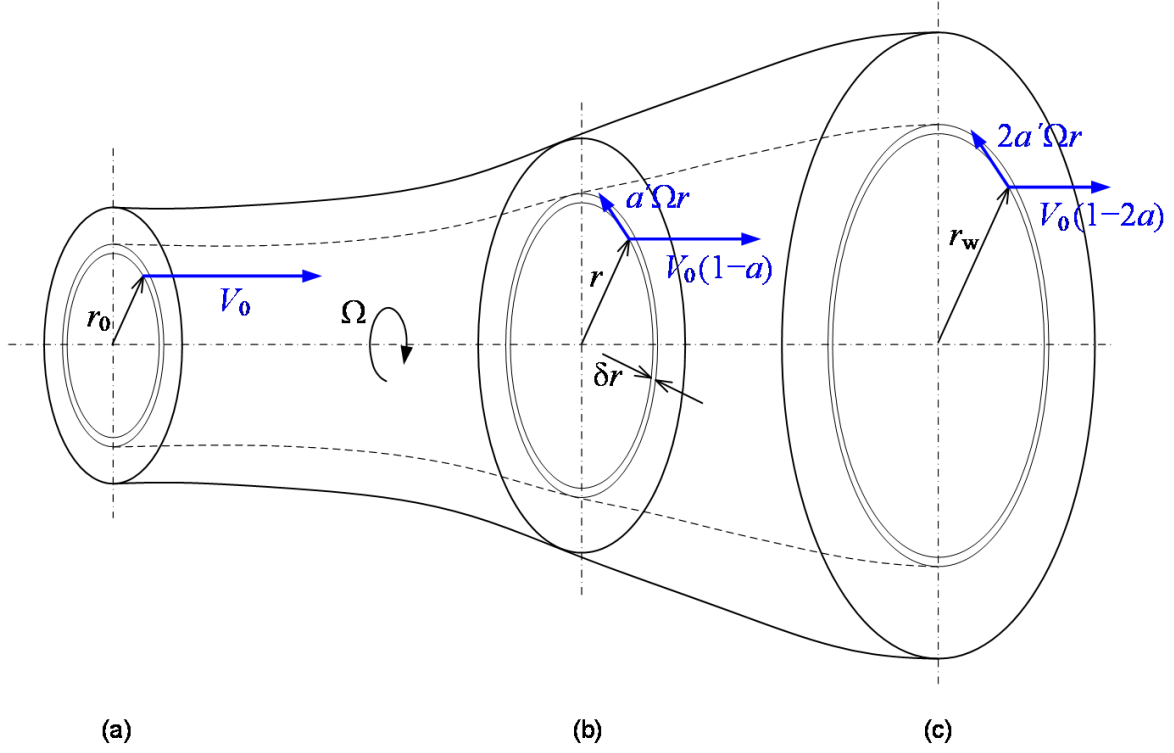 2a′Ωr
a′Ωr
V₀(1−2a)
r_w
V₀(1−a)
r
V₀
r₀
Ω
δr
(a) (b) (c)